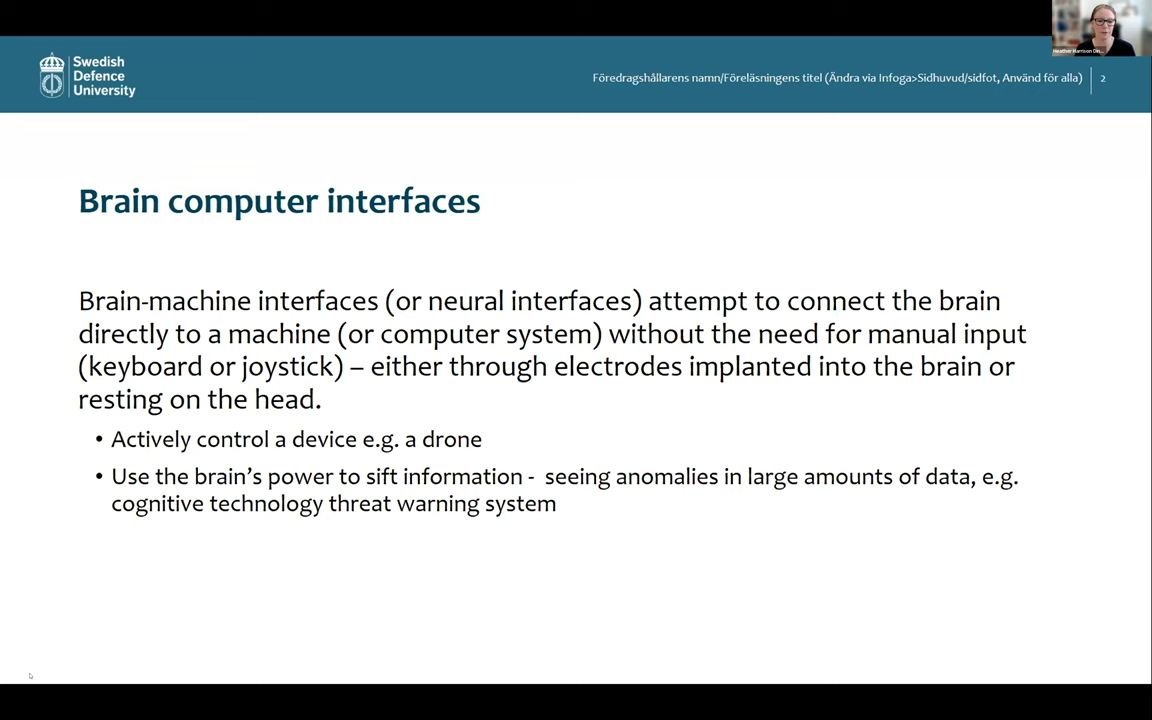 Swedish
Defence
University
Föredragshållarens namn/Föreläsningens titel (Ändra via Infoga>Sidhuvud/sidfot, Använd för alla)
2
Heather Harrison Din...
Brain computer interfaces
Brain-machine interfaces (or neural interfaces) attempt to connect the brain
directly to a machine (or computer system) without the need for manual input
(keyboard or joystick) – either through electrodes implanted into the brain or
resting on the head.
• Actively control a device e.g. a drone
• Use the brain’s power to sift information -  seeing anomalies in large amounts of data, e.g.
cognitive technology threat warning system